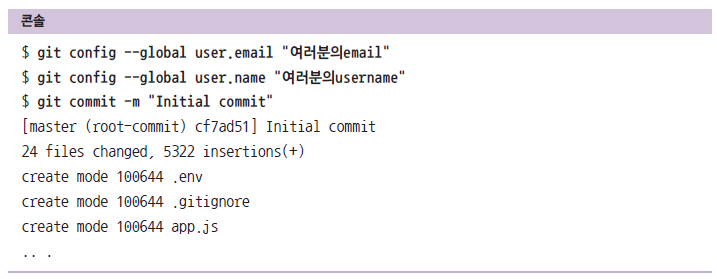 콘솔
$ git config --global user.email "여러분의email"
$ git config --global user.name "여러분의username"
$ git commit -m "Initial commit"
[master (root-commit) cf7ad51] Initial commit
24 files changed, 5322 insertions(+)
create mode 100644 .env
create mode 100644 .gitignore
create mode 100644 app.js
.. .